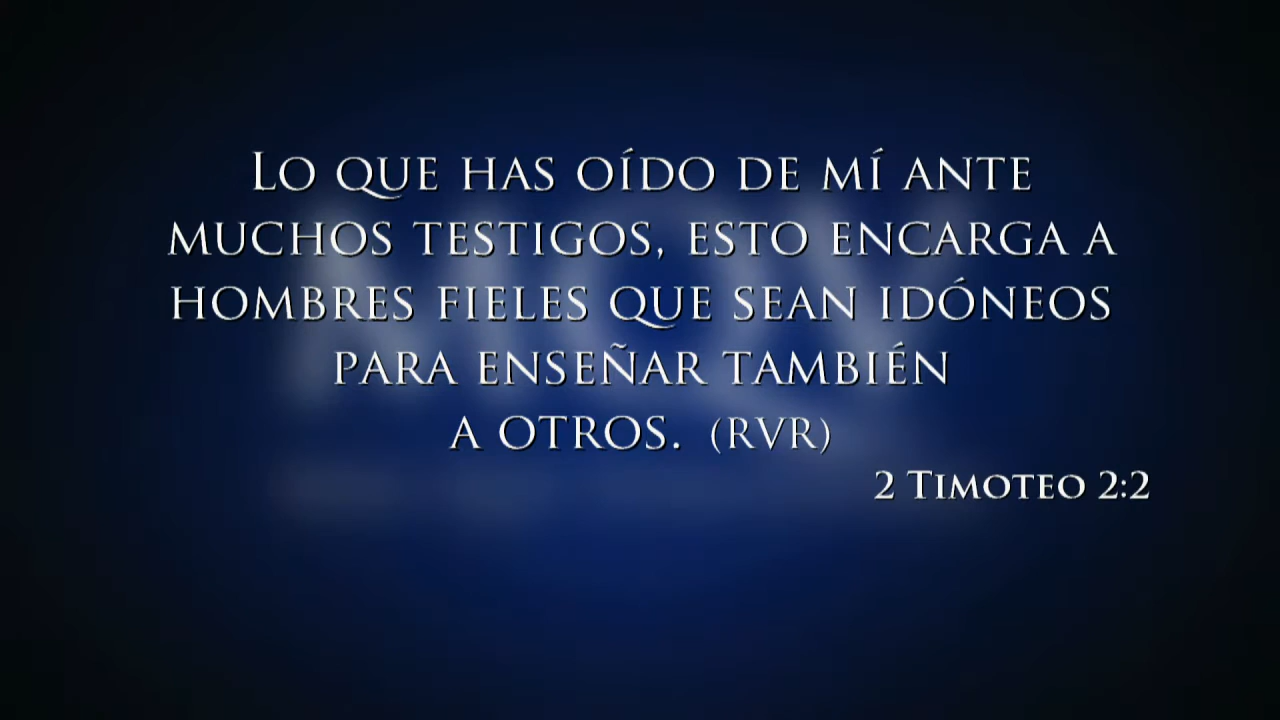 Lo que has oído de mí ante
muchos testigos, esto encarga a
hombres fieles que sean idóneos
para enseñar también
a otros. (RVR)
2 Timoteo 2:2